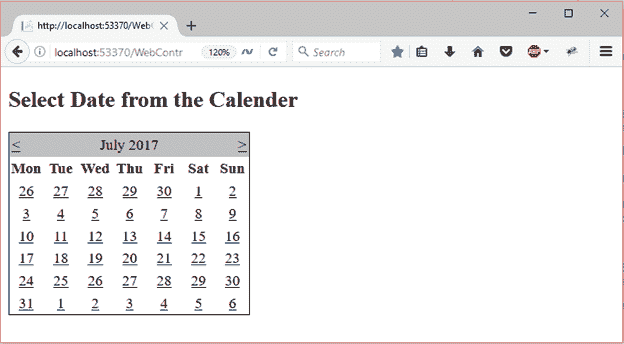 http://localhost:53370/WebC
localhost:53370/WebContr
120%
Search
ABP
Select Date from the Calender
< July 2017 >
Mon Tue Wed Thu Fri Sat Sun
26 27 28 29 30 1 2
3 4 5 6 7 8 9
10 11 12 13 14 15 16
17 18 19 20 21 22 23
24 25 26 27 28 29 30
31 1 2 3 4 5 6